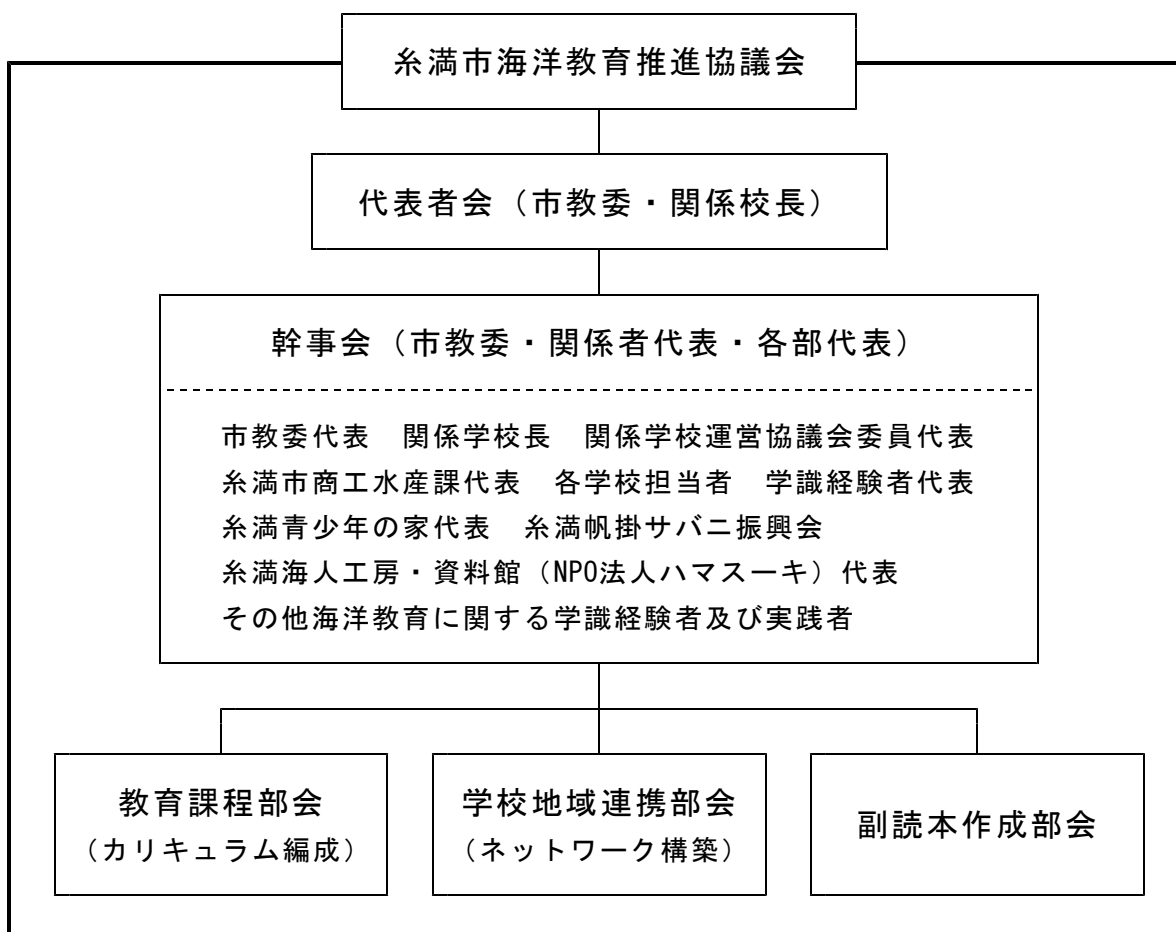 糸満市海洋教育推進協議会
代表者会（市教委・関係校長）
幹事会（市教委・関係者代表・各部代表）
市教委代表　関係学校長　関係学校運営協議会委員代表
糸満市商工水産課代表　各学校担当者　学識経験者代表
糸満青少年の家代表　糸満帆掛サバニ振興会
糸満海人工房・資料館（NPO法人ハマスーキ）代表
その他海洋教育に関する学識経験者及び実践者
教育課程部会
（カリキュラム編成）
学校地域連携部会
（ネットワーク構築）
副読本作成部会